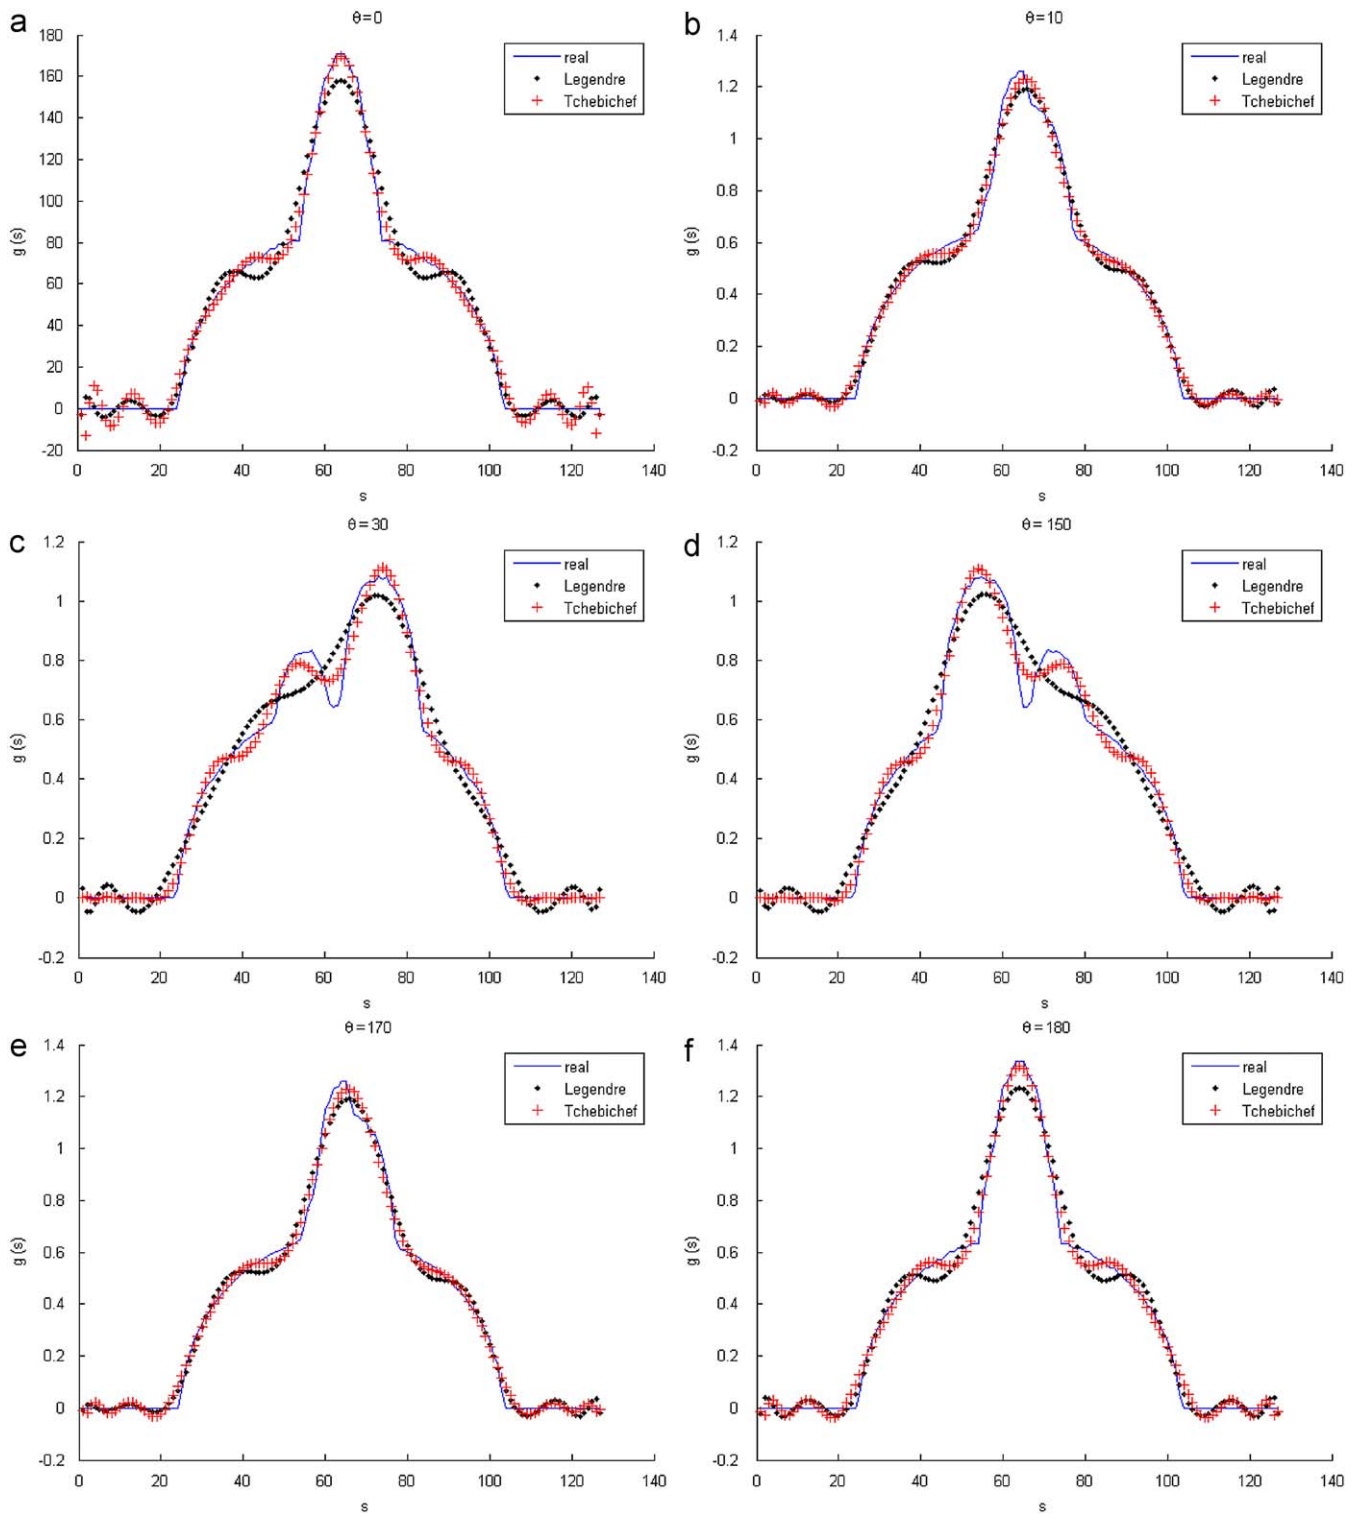 a
θ=0
180
160
140
120
100
80
60
40
20
0
-20
g (s)
0 20 40 60 80 100 120 140
s
real
Legendre
Tchebichef
b
θ=10
1.4
1.2
1
0.8
0.6
0.4
0.2
0
-0.2
g (s)
0 20 40 60 80 100 120 140
s
real
Legendre
Tchebichef
c
θ=30
1.2
1
0.8
0.6
0.4
0.2
0
-0.2
g (s)
0 20 40 60 80 100 120 140
s
real
Legendre
Tchebichef
d
θ=150
1.2
1
0.8
0.6
0.4
0.2
0
-0.2
g (s)
0 20 40 60 80 100 120 140
s
real
Legendre
Tchebichef
e
θ=170
1.4
1.2
1
0.8
0.6
0.4
0.2
0
-0.2
g (s)
0 20 40 60 80 100 120 140
s
real
Legendre
Tchebichef
f
θ=180
1.4
1.2
1
0.8
0.6
0.4
0.2
0
-0.2
g (s)
0 20 40 60 80 100 120 140
s
real
Legendre
Tchebichef